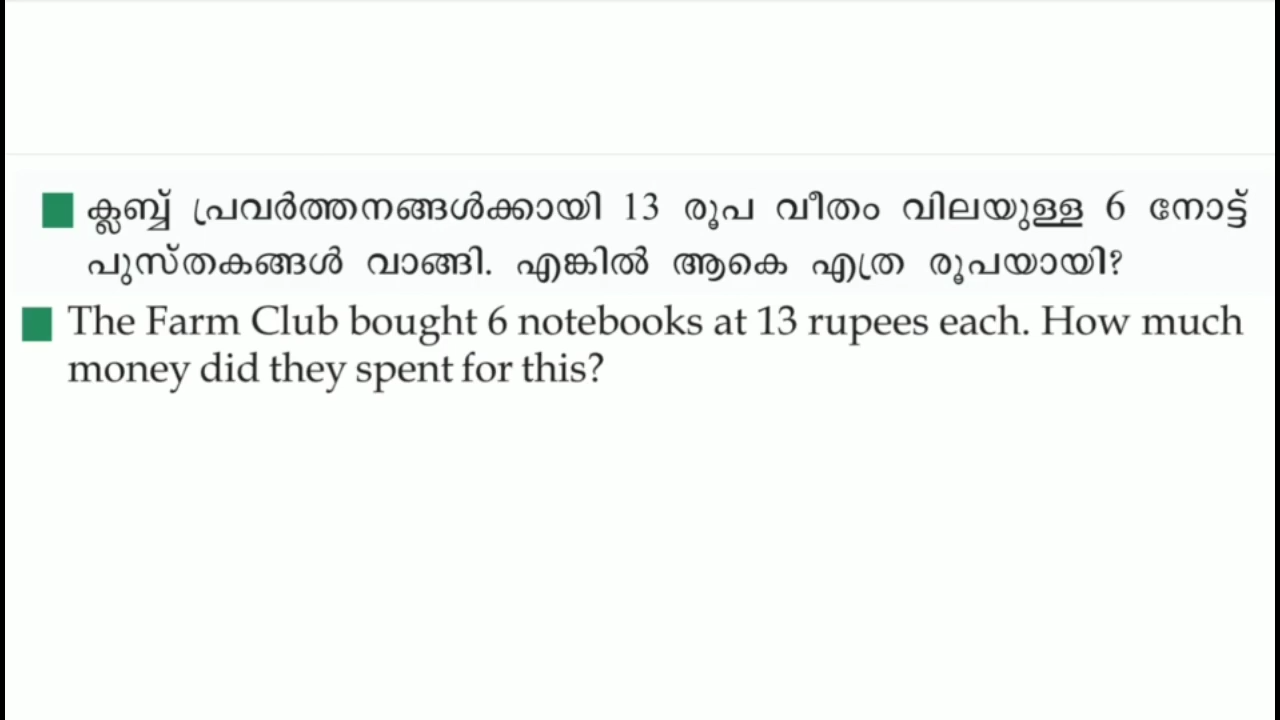 ക്ലബ്ബ് പ്രവർത്തനങ്ങൾക്കായി 13 രൂപ വീതം വിലയുള്ള 6 നോട്ട്
പുസ്തകങ്ങൾ വാങ്ങി. എങ്കിൽ ആകെ എത്ര രൂപയായി?
The Farm Club bought 6 notebooks at 13 rupees each. How much
money did they spent for this?